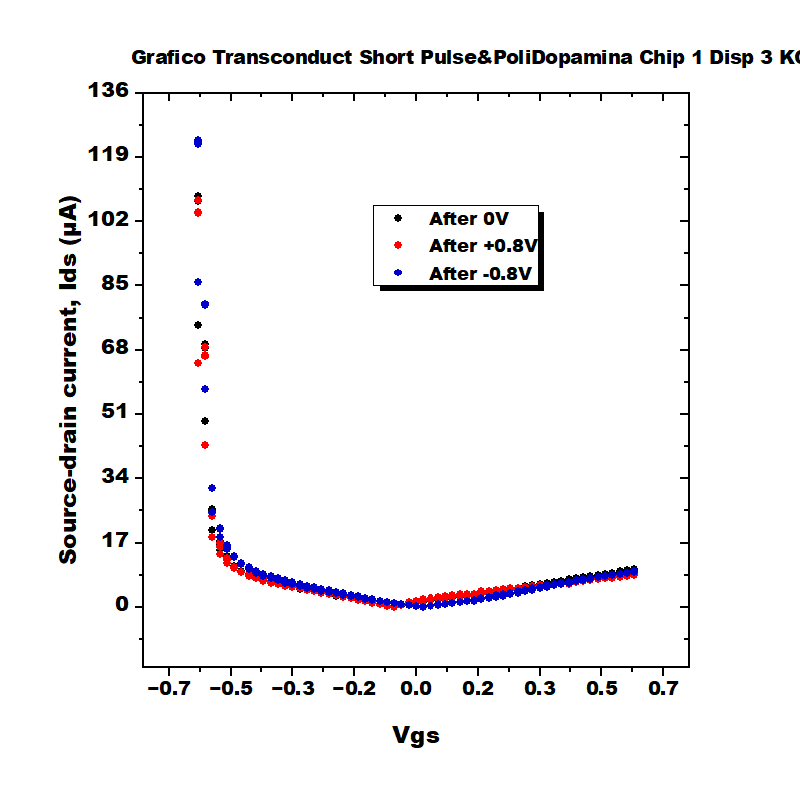 Grafico Transconduct Short Pulse&PoliDopamina Chip 1 Disp 3
136
119
102
85
68
51
34
17
0
Source-drain current, Ids (µA)
After 0V
After +0.8V
After -0.8V
−0.7 −0.5 −0.3 −0.2 0.0 0.2 0.3 0.5 0.7
Vgs